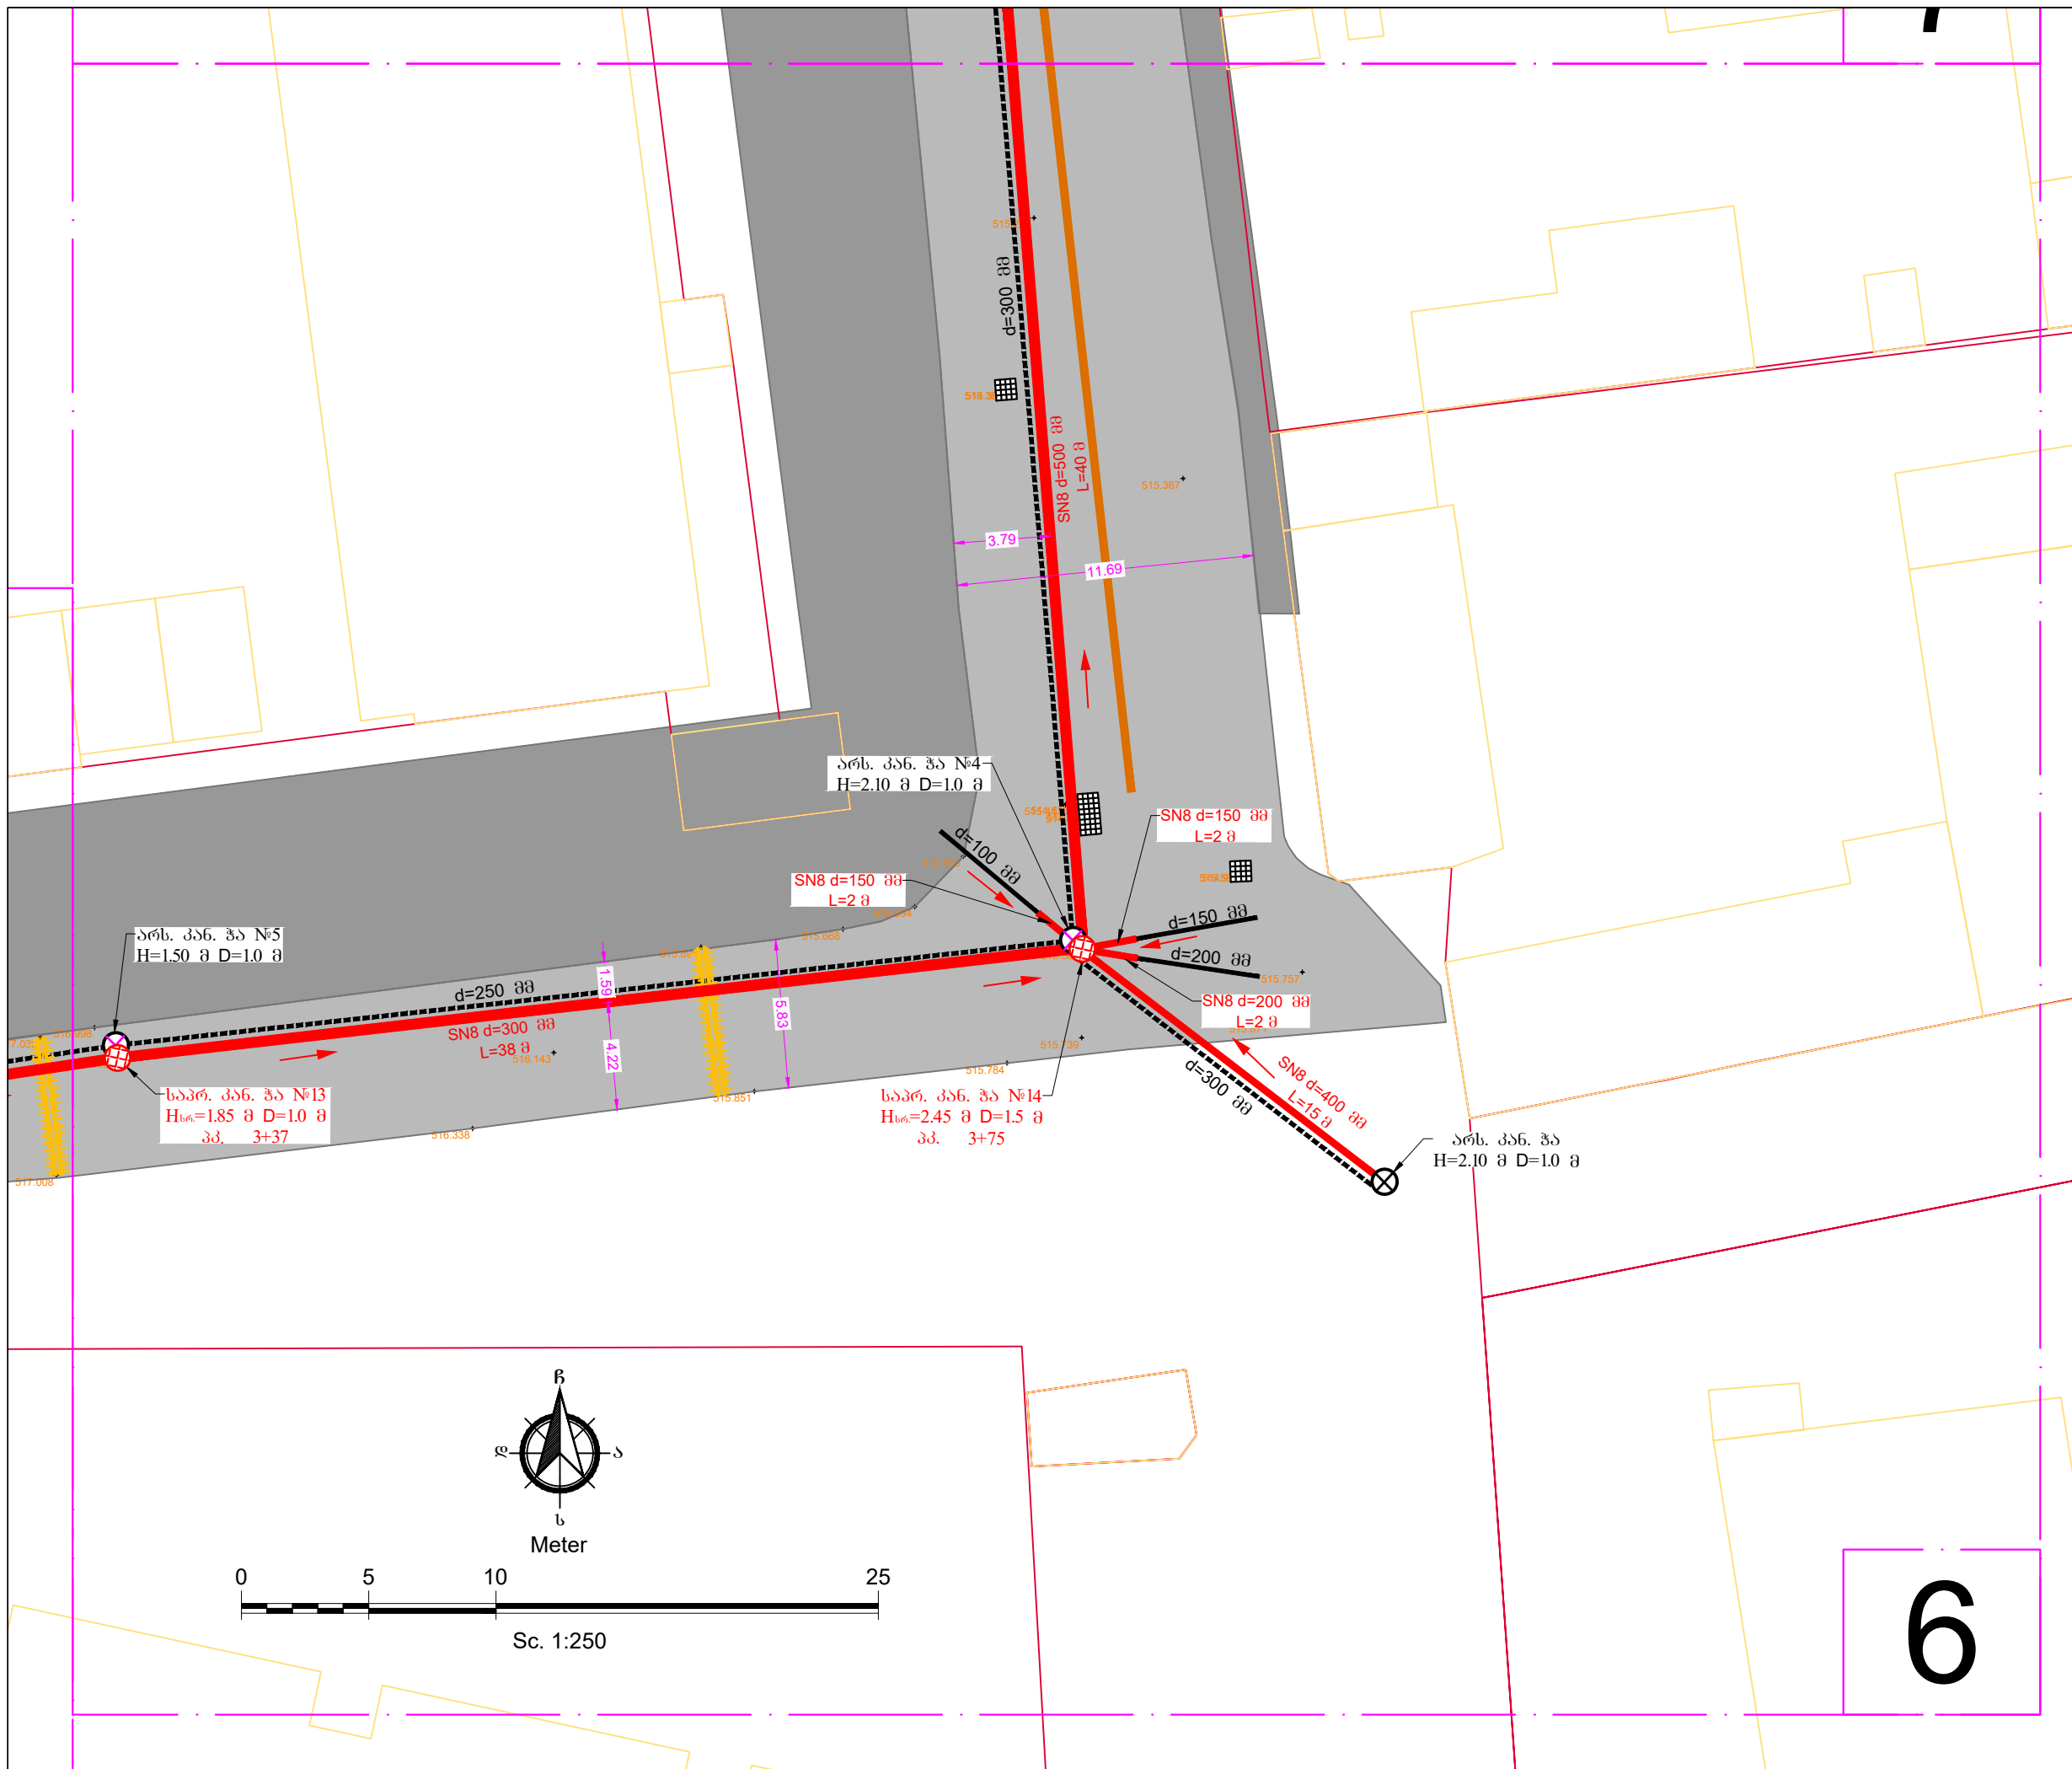 7
d=300 მმ
SN8 d=500 მმ
L=40 მ
515.367
3.79
11.69
არს. კან. ჭა №4
H=2.10 მ D=1.0 მ
SN8 d=150 მმ
L=2 მ
d=100 მმ
SN8 d=150 მმ
L=2 მ
d=150 მმ
d=200 მმ
515.757
515.668
არს. კან. ჭა №5
H=1.50 მ D=1.0 მ
1.59
5.83
4.22
d=250 მმ
SN8 d=300 მმ
L=38 მ
516.143
SN8 d=200 მმ
L=2 მ
515.739
515.784
d=300 მმ
SN8 d=400 მმ
L=15 მ
515.851
საპრ. კან. ჭა №13
Hსრ.=1.85 მ D=1.0 მ
პკ. 3+37
საპრ. კან. ჭა №14
Hსრ.=2.45 მ D=1.5 მ
პკ. 3+75
516.338
517.008
არს. კან. ჭა
H=2.10 მ D=1.0 მ
ჩ
დ
ა
ს
Meter
0 5 10 25
Sc. 1:250
6